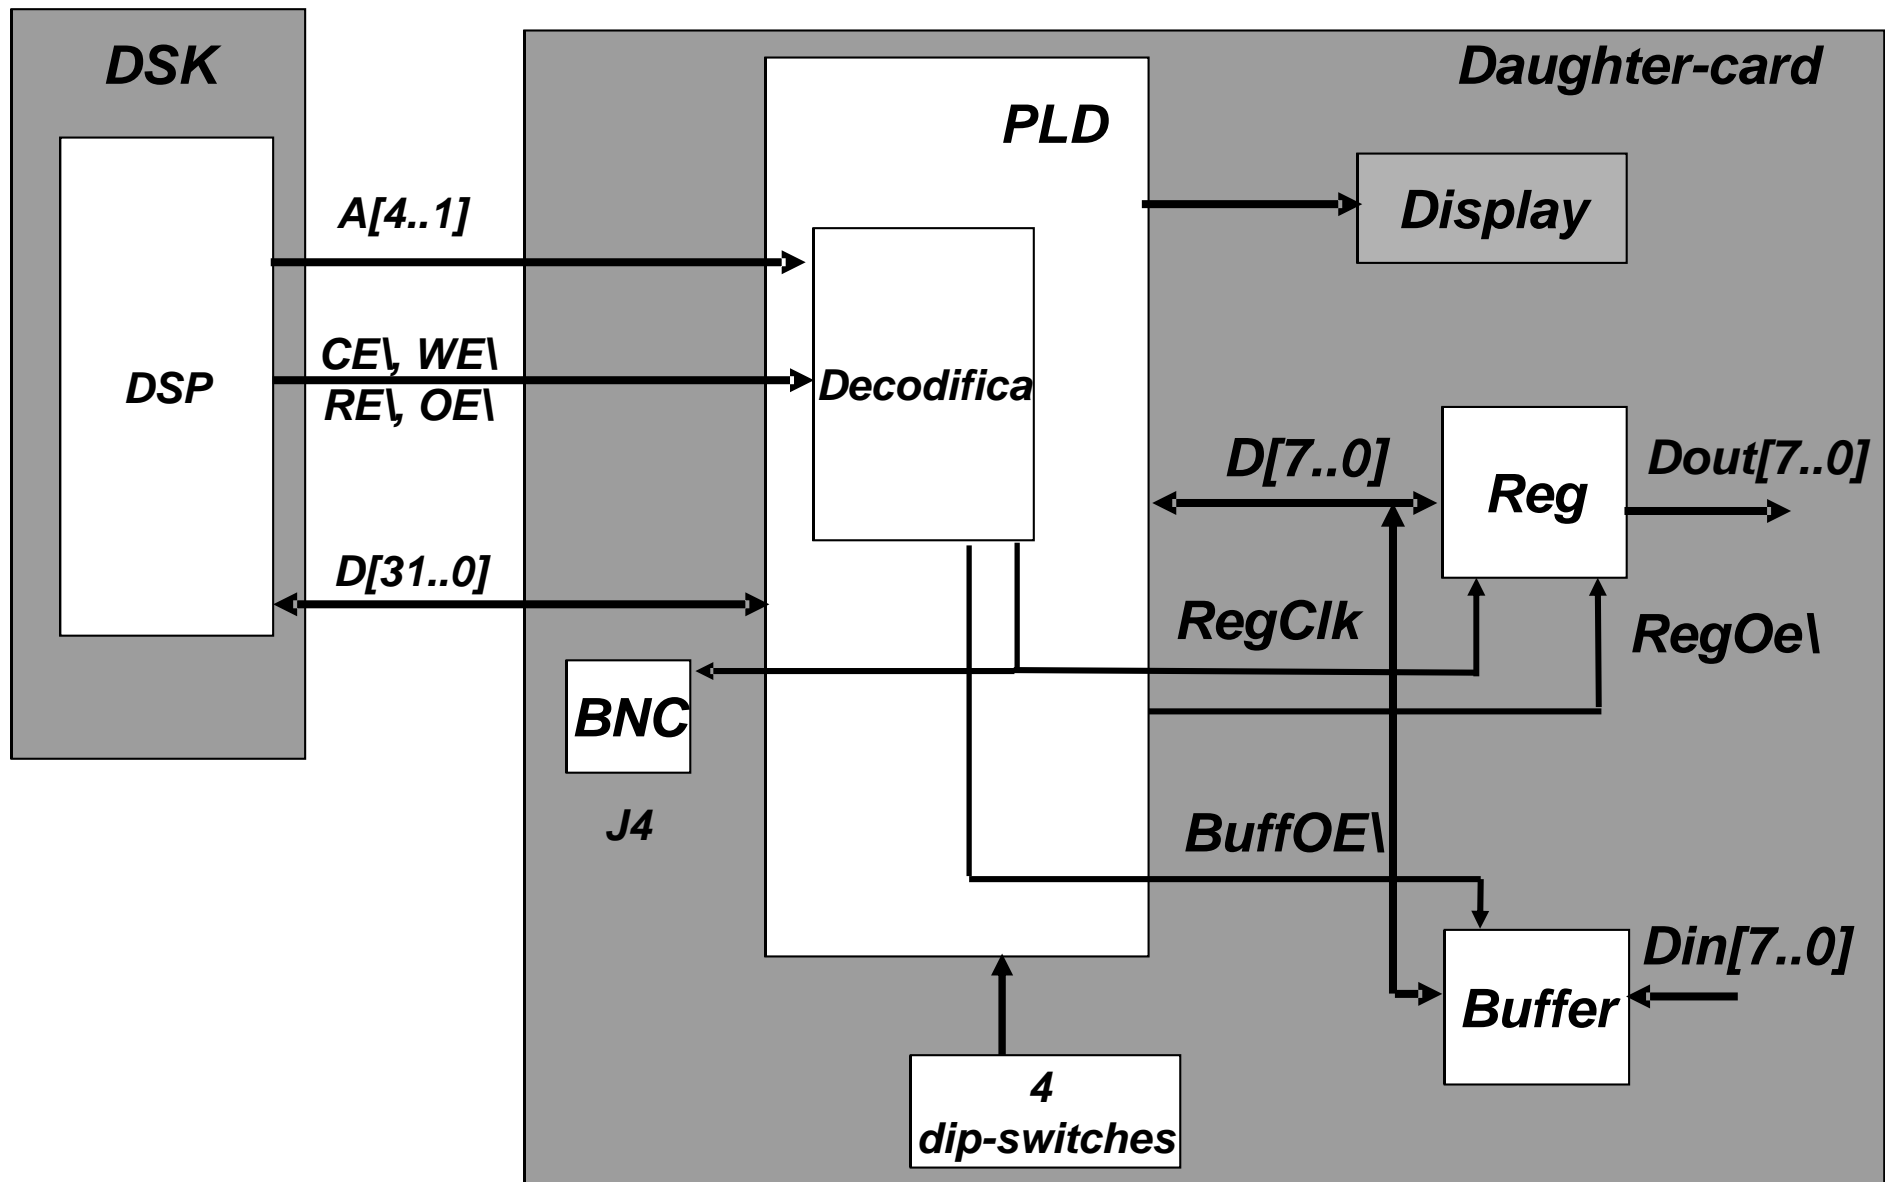 DSK
Daughter-card
PLD
Display
A[4..1]
CE\, WE\
RE\, OE\
DSP
Decodifica
D[7..0]
Reg
Dout[7..0]
D[31..0]
RegClk
RegOe\
BNC
J4
BuffOE\
Din[7..0]
Buffer
4
dip-switches